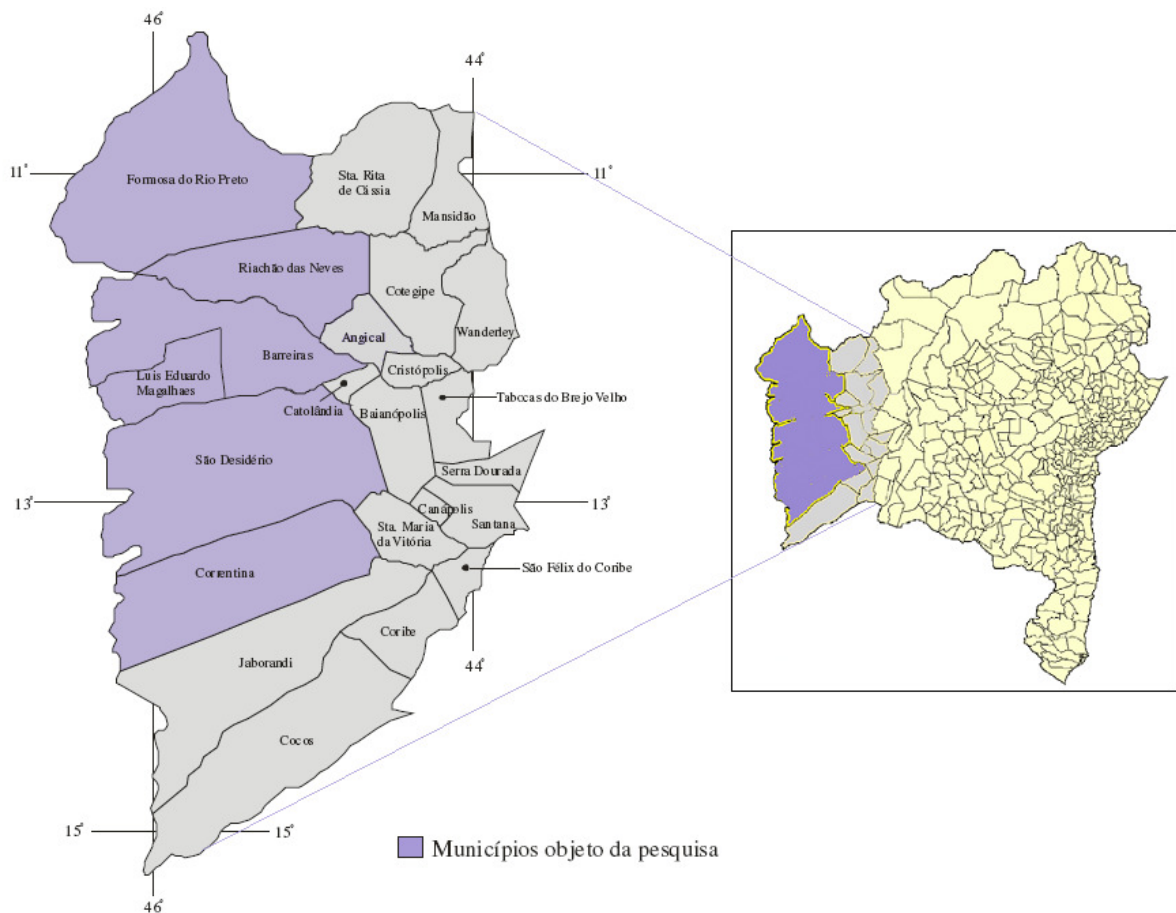 46°
44°
11°
11°
Formosa do Rio Preto
Sta. Rita
de Cássia
Mansidão
Riachão das Neves
Cotegipe
Angical
Wanderley
Barreiras
Cristópolis
Luis Eduardo
Magalhaes
Catolândia
Baianópolis
Tabocas do Brejo Velho
São Desidério
Serra Dourada
13°
13°
Canápolis
Santana
Sta. Maria
da Vitória
São Félix do Coribe
Correntina
Coribe
44°
Jaborandi
Cocos
15°
15°
Municípios objeto da pesquisa
46°